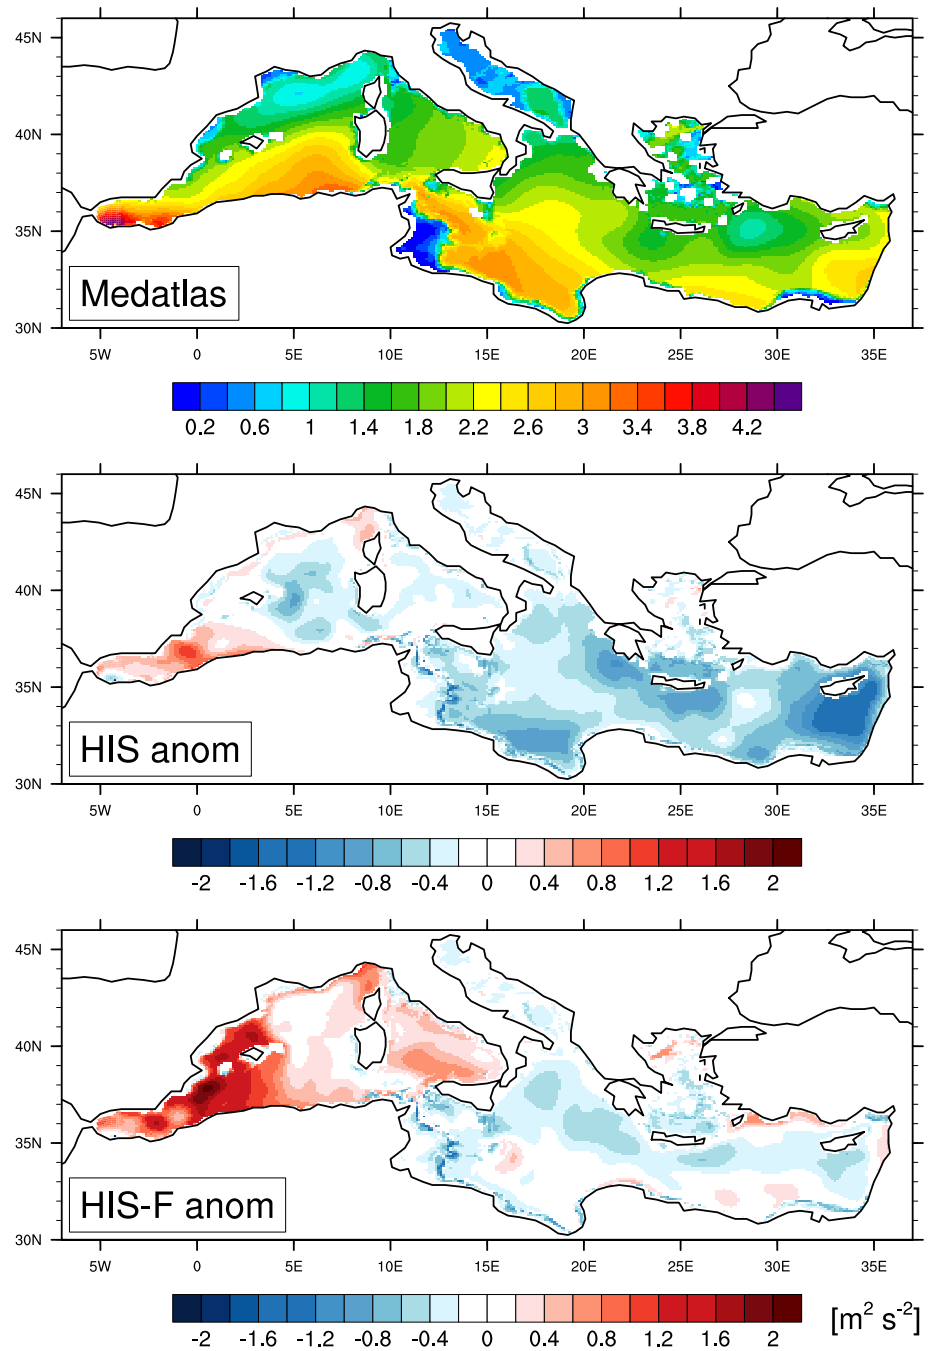 45N
40N
35N
30N
Medatlas
5W 0 5E 10E 15E 20E 25E 30E 35E
0.2 0.6 1 1.4 1.8 2.2 2.6 3 3.4 3.8 4.2
45N
40N
35N
30N
HIS anom
5W 0 5E 10E 15E 20E 25E 30E 35E
-2 -1.6 -1.2 -0.8 -0.4 0 0.4 0.8 1.2 1.6 2
45N
40N
35N
30N
HIS-F anom
5W 0 5E 10E 15E 20E 25E 30E 35E
-2 -1.6 -1.2 -0.8 -0.4 0 0.4 0.8 1.2 1.6 2
[m² s⁻²]